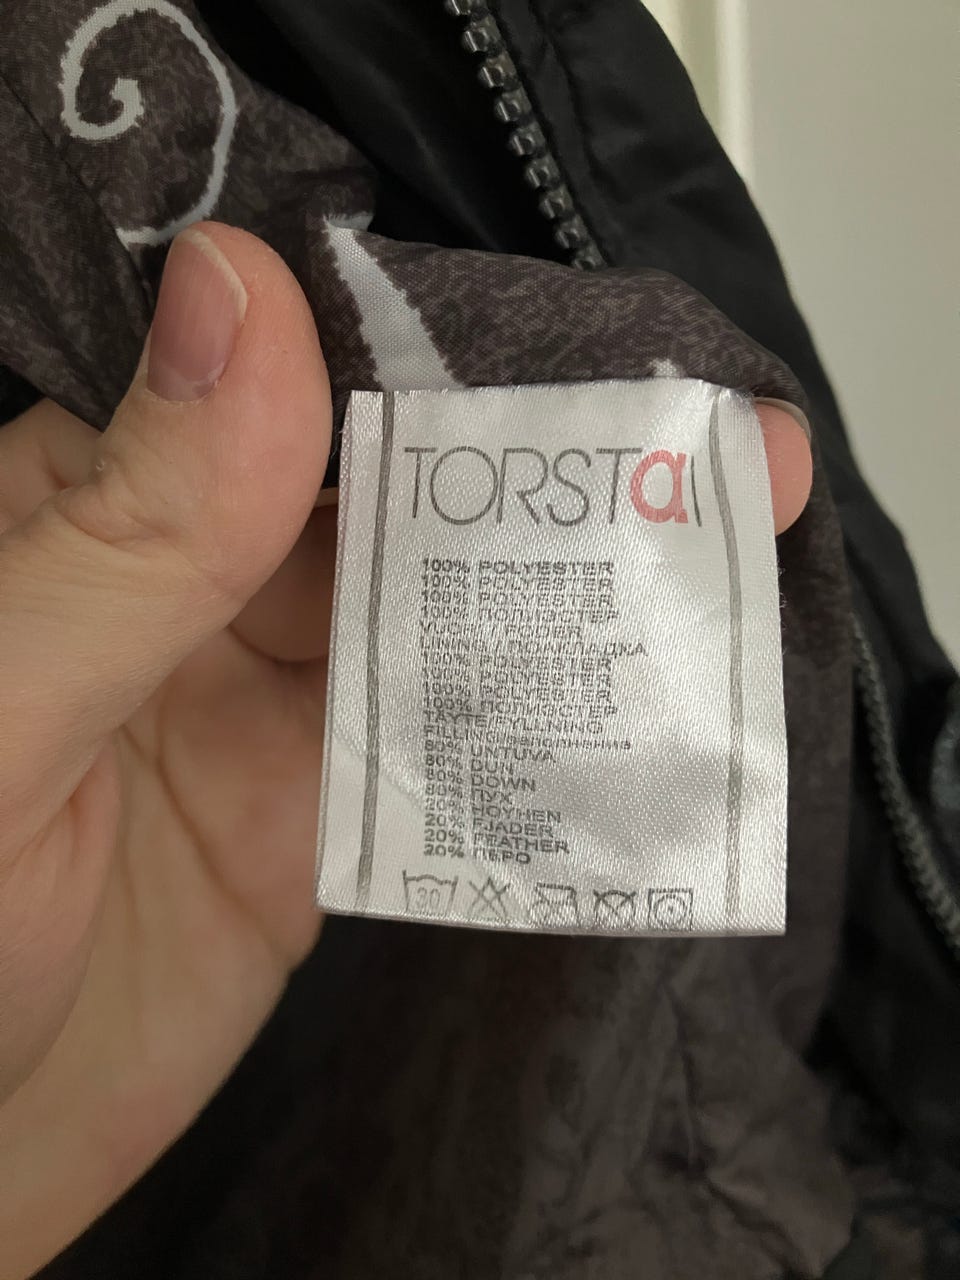 TORSTAI
100% POLYESTER
100% POLYESTER
100% POLYESTER
100% ПОЛИЭСТЕР
VUORI / FODER
LINING / ПОДКЛАДКА
100% POLYESTER
100% POLYESTER
100% POLYESTER
100% ПОЛИЭСТЕР
TÄYTE/FYLLNING
FILLING/наполнения
80% UNTUVA
80% DUN
80% DOWN
80% ПУХ
20% HÖYHEN
20% FJÄDER
20% FEATHER
20% ПЕРО
30